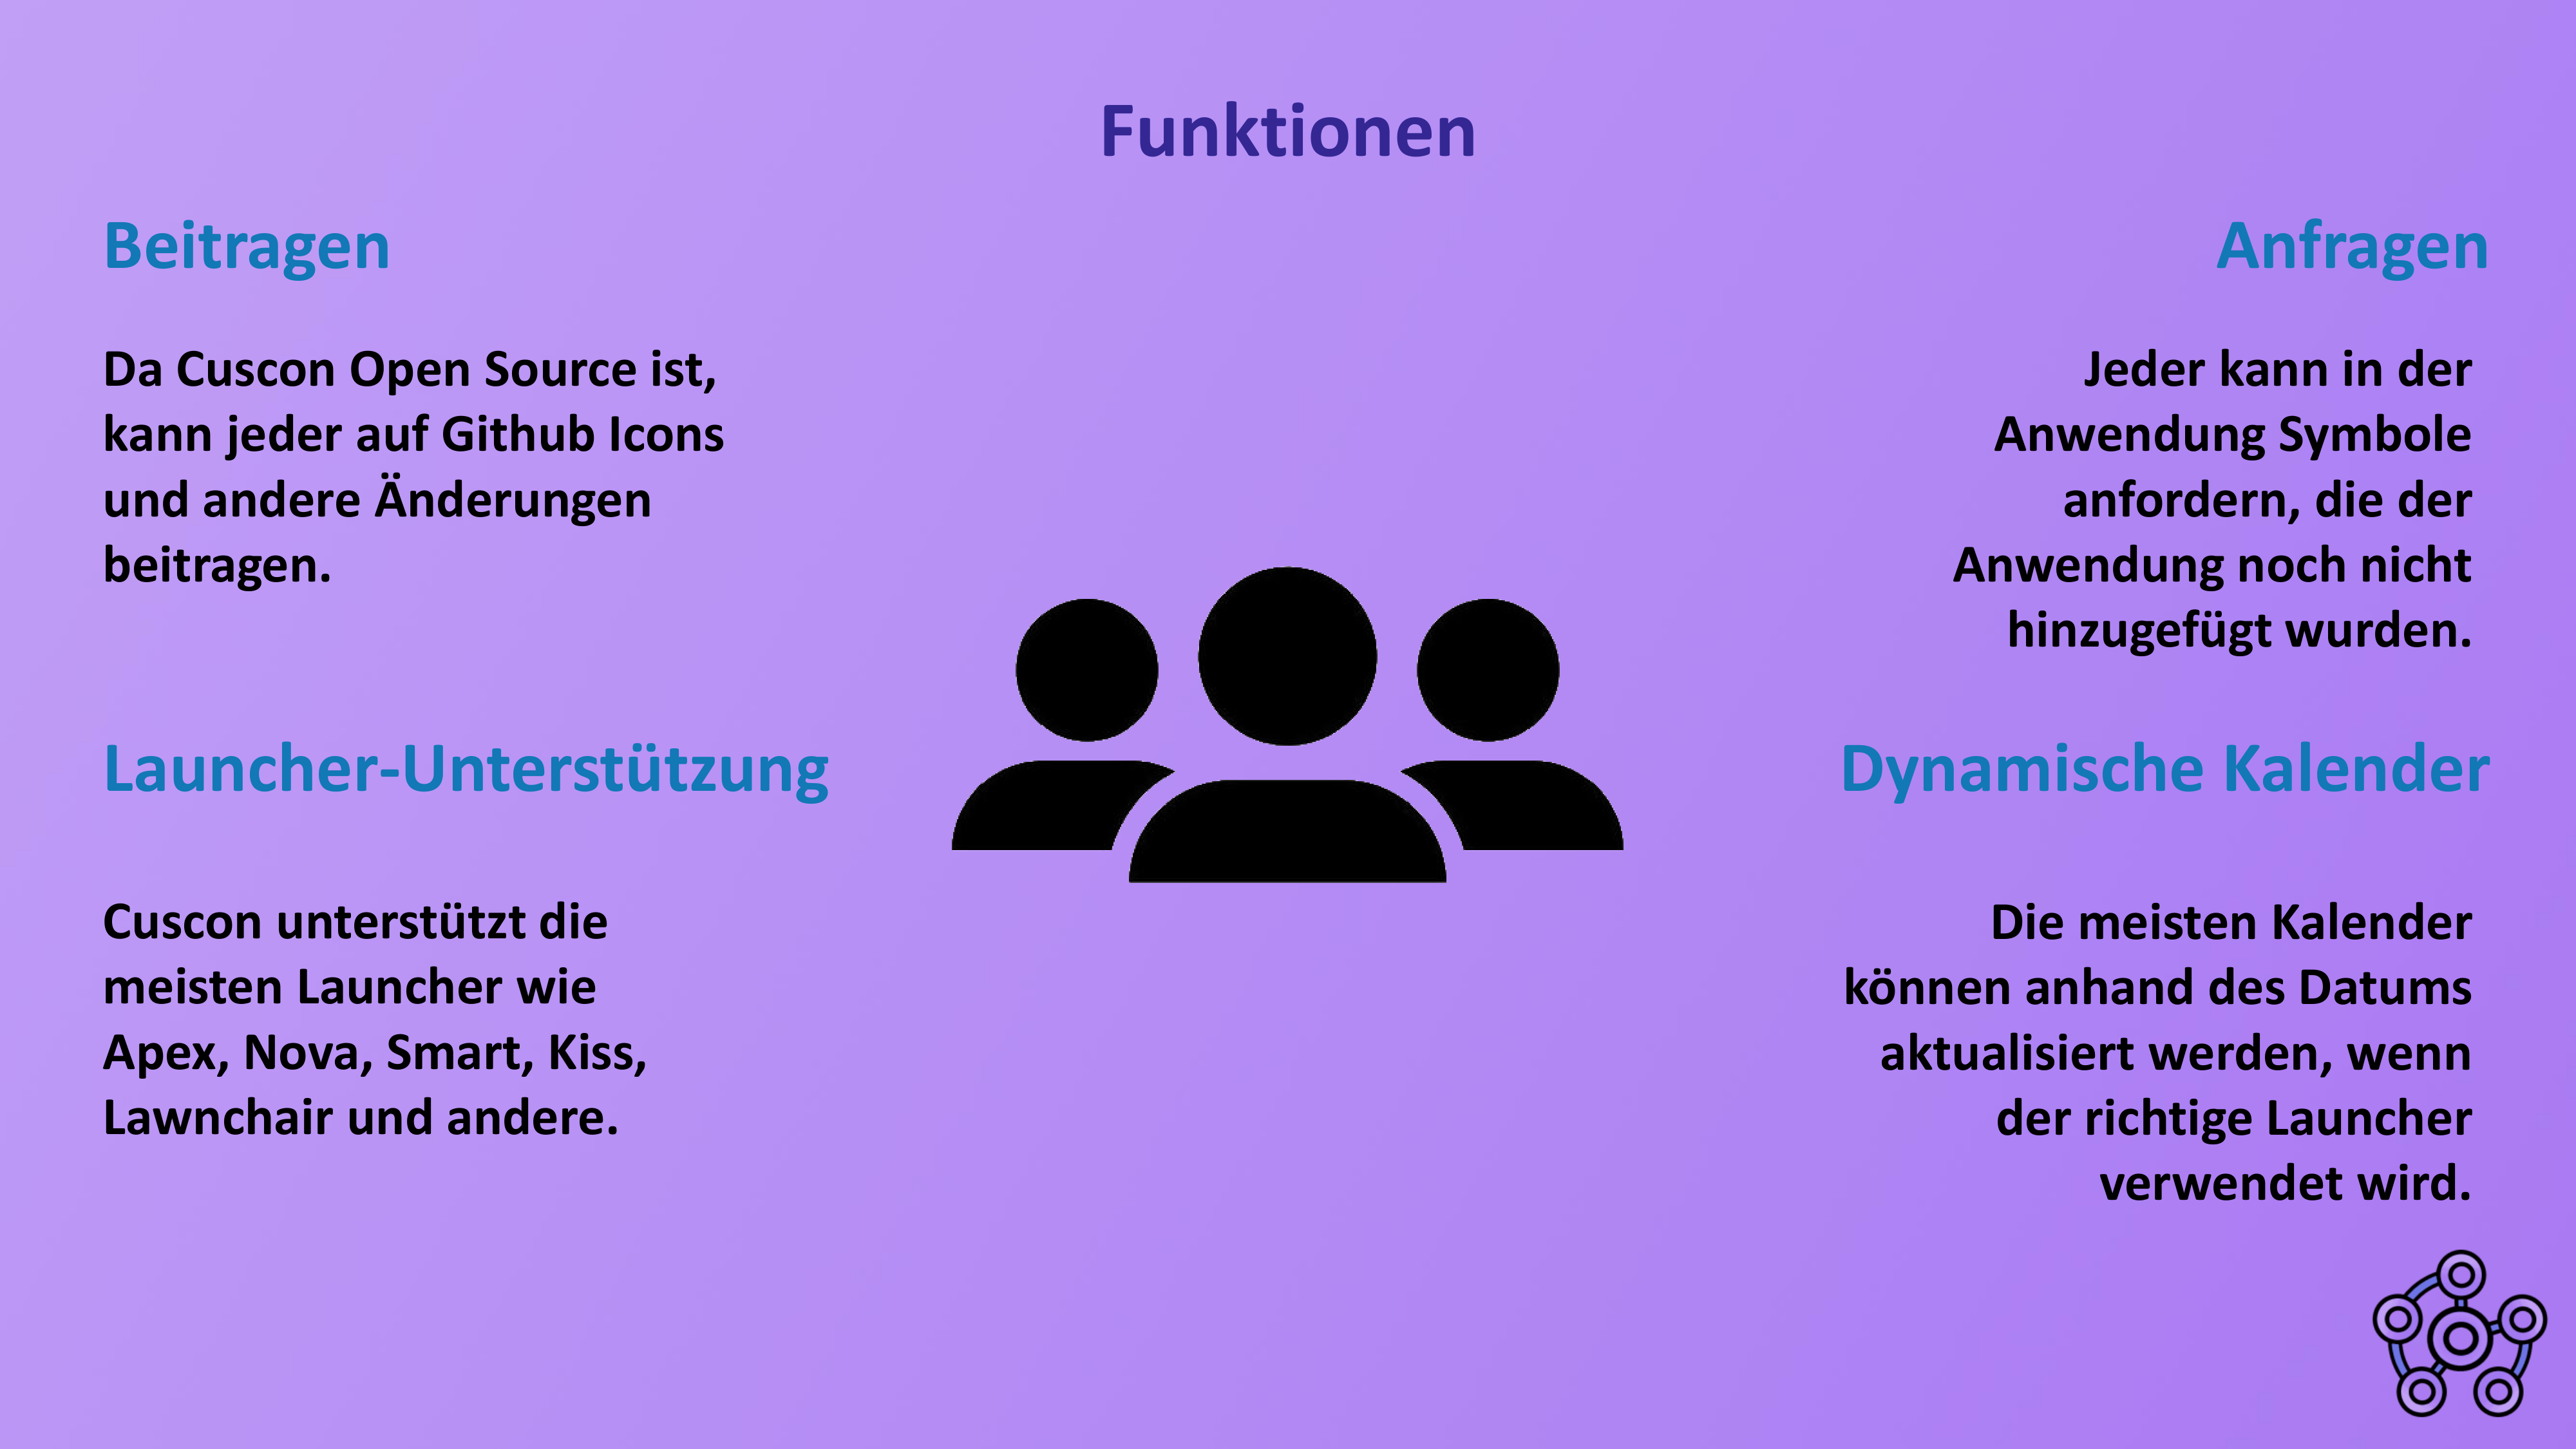 Funktionen
Beitragen
Da Cuscon Open Source ist,
kann jeder auf Github Icons
und andere Änderungen
beitragen.
Anfragen
Jeder kann in der
Anwendung Symbole
anfordern, die der
Anwendung noch nicht
hinzugefügt wurden.
Launcher-Unterstützung
Cuscon unterstützt die
meisten Launcher wie
Apex, Nova, Smart, Kiss,
Lawnchair und andere.
Dynamische Kalender
Die meisten Kalender
können anhand des Datums
aktualisiert werden, wenn
der richtige Launcher
verwendet wird.